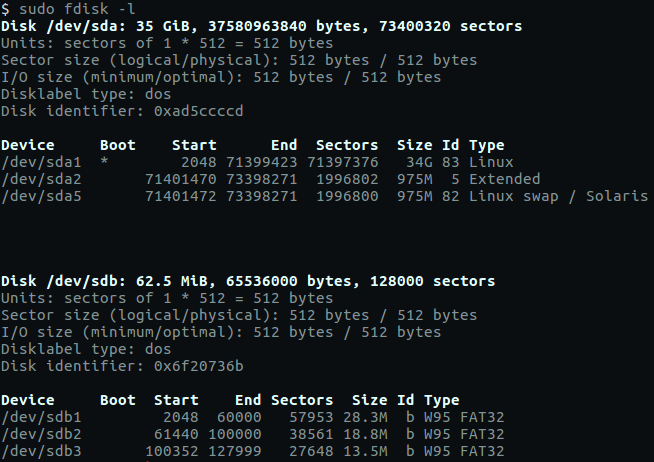 $ sudo fdisk -l
Disk /dev/sda: 35 GiB, 37580963840 bytes, 73400320 sectors
Units: sectors of 1 * 512 = 512 bytes
Sector size (logical/physical): 512 bytes / 512 bytes
I/O size (minimum/optimal): 512 bytes / 512 bytes
Disklabel type: dos
Disk identifier: 0xad5ccccd
Device     Boot    Start      End  Sectors  Size Id Type
/dev/sda1  *        2048 71399423 71397376   34G 83 Linux
/dev/sda2       71401470 73398271  1996802  975M  5 Extended
/dev/sda5       71401472 73398271  1996800  975M 82 Linux swap / Solaris
Disk /dev/sdb: 62.5 MiB, 65536000 bytes, 128000 sectors
Units: sectors of 1 * 512 = 512 bytes
Sector size (logical/physical): 512 bytes / 512 bytes
I/O size (minimum/optimal): 512 bytes / 512 bytes
Disklabel type: dos
Disk identifier: 0x6f20736b
Device     Boot  Start    End Sectors  Size Id Type
/dev/sdb1         2048  60000   57953 28.3M  b W95 FAT32
/dev/sdb2        61440 100000   38561 18.8M  b W95 FAT32
/dev/sdb3       100352 127999   27648 13.5M  b W95 FAT32